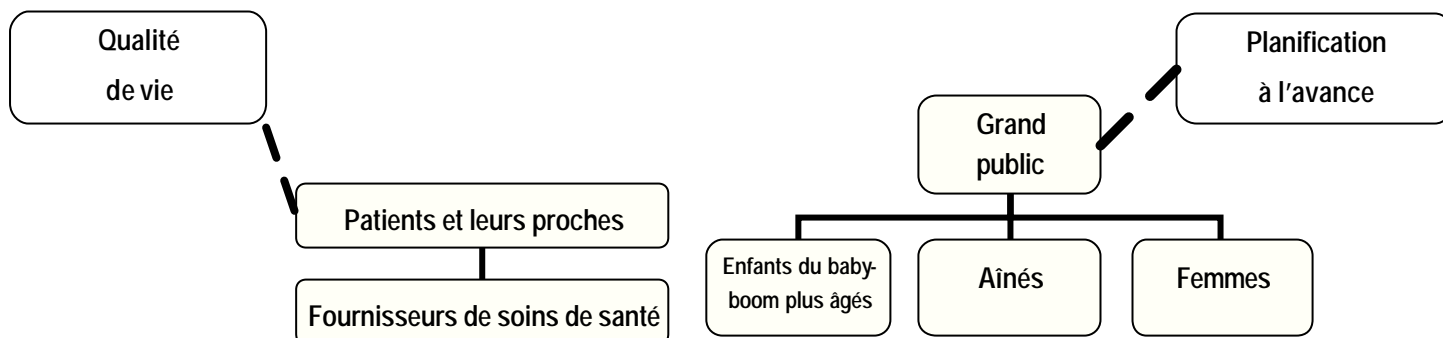 Qualité
de vie
Patients et leurs proches
Fournisseurs de soins de santé
Planification
à l'avance
Grand
public
Enfants du baby-
boom plus âgés
Aînés
Femmes